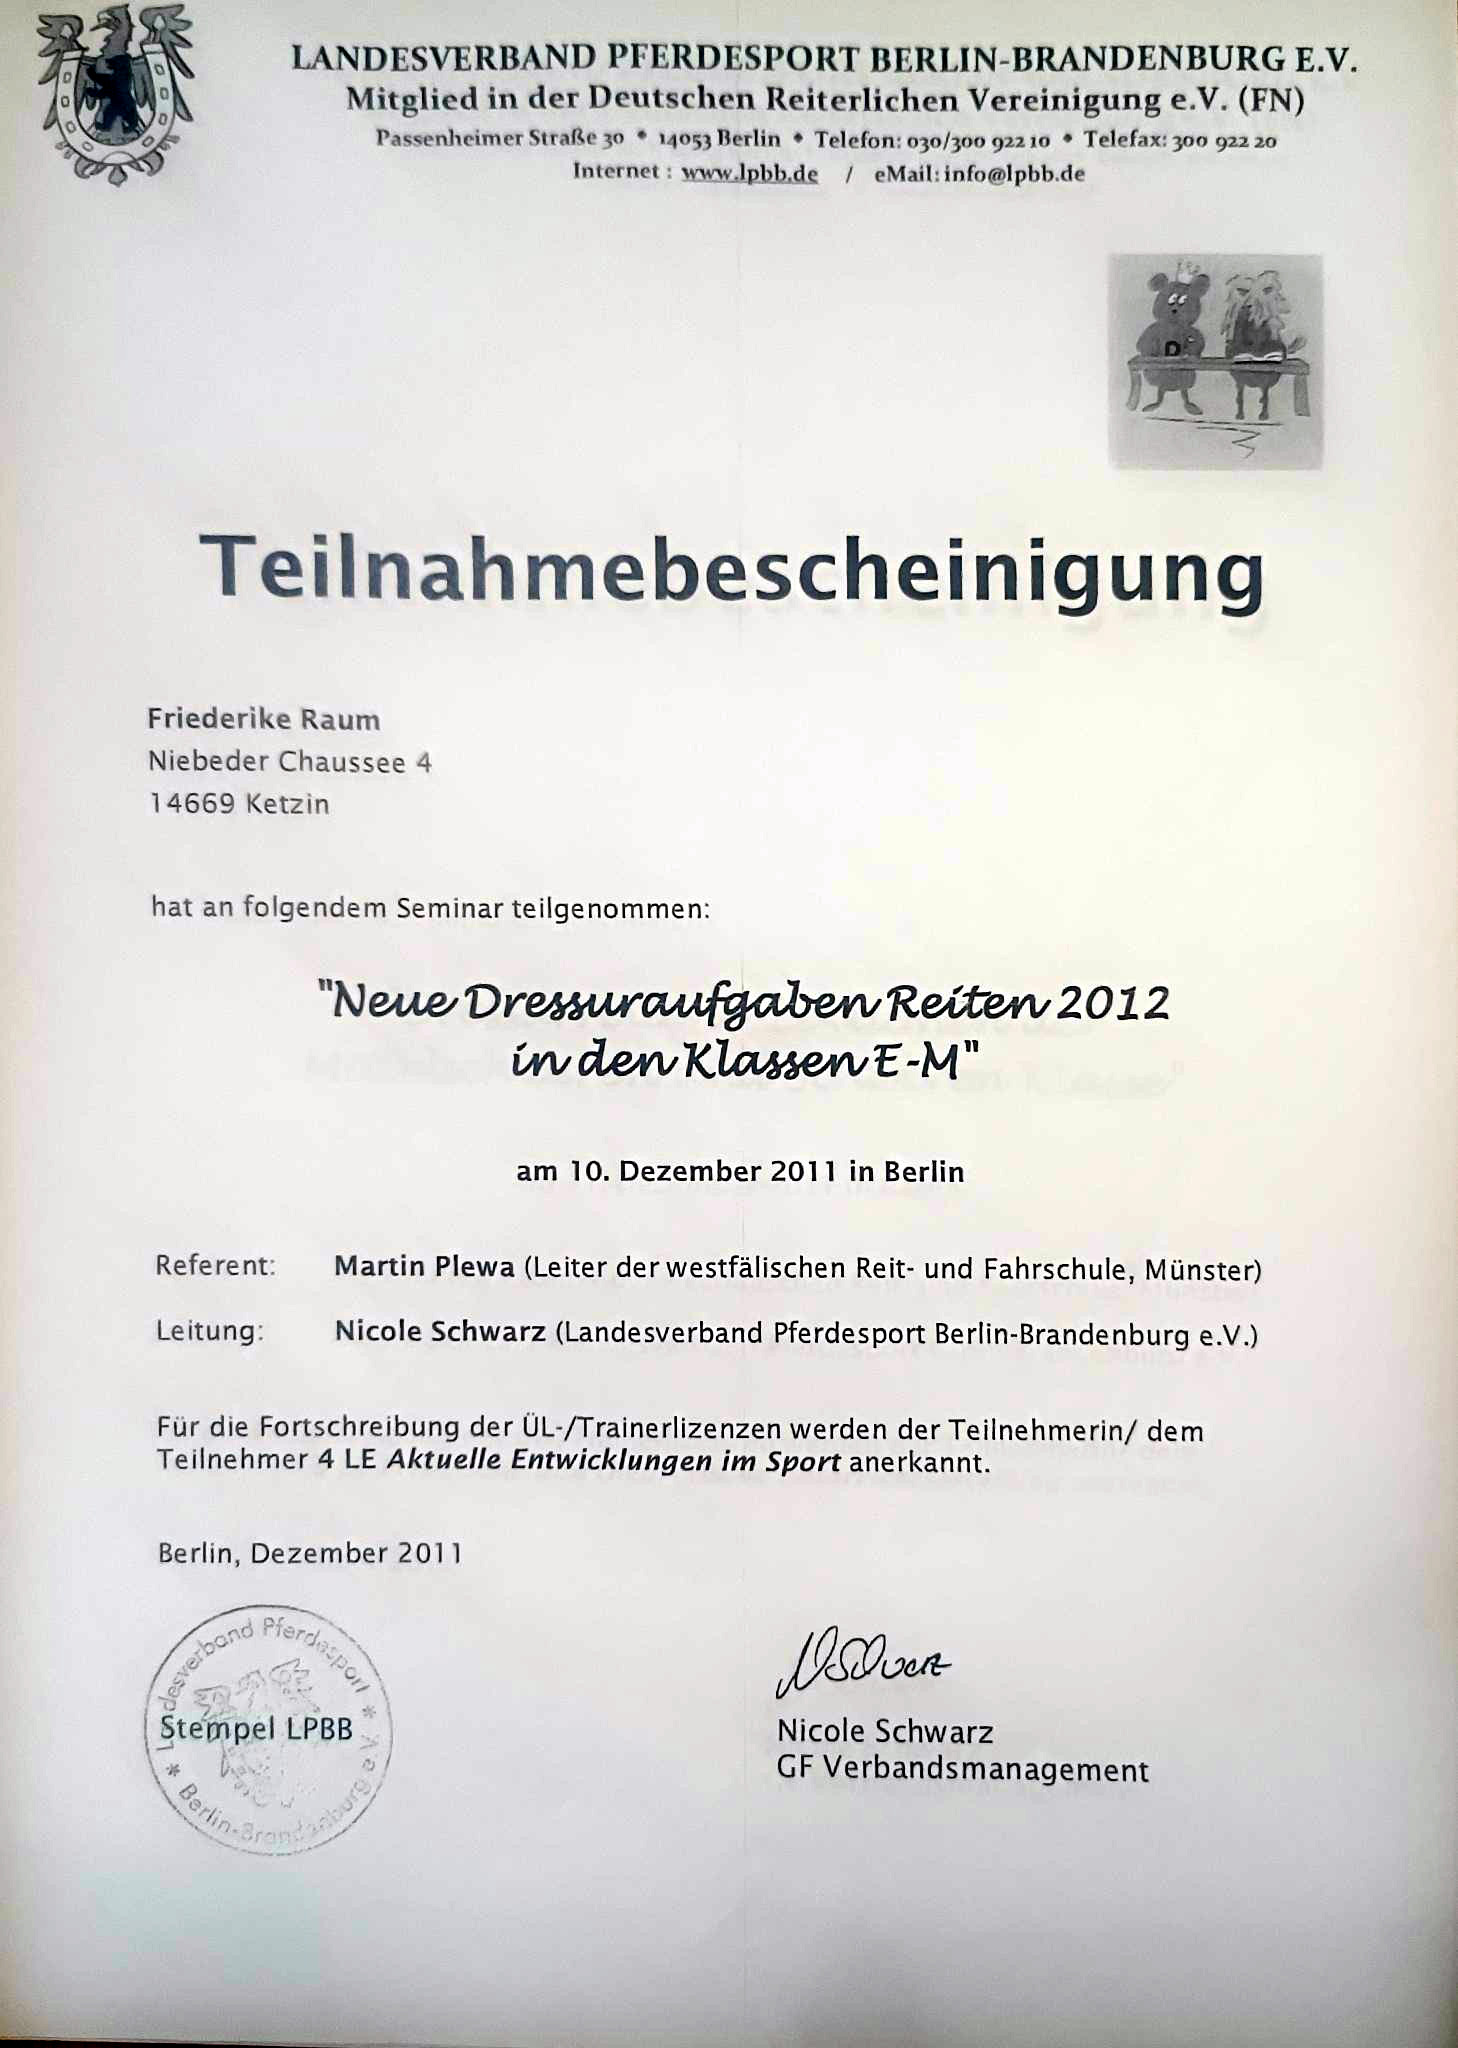 LANDESVERBAND PFERDESPORT BERLIN-BRANDENBURG E.V.
Mitglied in der Deutschen Reiterlichen Vereinigung e.V. (FN)
Passenheimer Straße 30 • 14053 Berlin • Telefon: 030/300 922 10 • Telefax: 300 922 20
Internet : www.lpbb.de / eMail: info@lpbb.de
D
Teilnahmebescheinigung
Friederike Raum
Niebeder Chaussee 4
14669 Ketzin
hat an folgendem Seminar teilgenommen:
"Neue Dressuraufgaben Reiten 2012
in den Klassen E-M"
am 10. Dezember 2011 in Berlin
Referent: Martin Plewa (Leiter der westfälischen Reit- und Fahrschule, Münster)
Leitung: Nicole Schwarz (Landesverband Pferdesport Berlin-Brandenburg e.V.)
Für die Fortschreibung der ÜL-/Trainerlizenzen werden der Teilnehmerin/ dem
Teilnehmer 4 LE Aktuelle Entwicklungen im Sport anerkannt.
Berlin, Dezember 2011
Landesverband Pferdesport
* Berlin-Brandenburg e.V. *
Stempel LPBB
NSchwarz
Nicole Schwarz
GF Verbandsmanagement